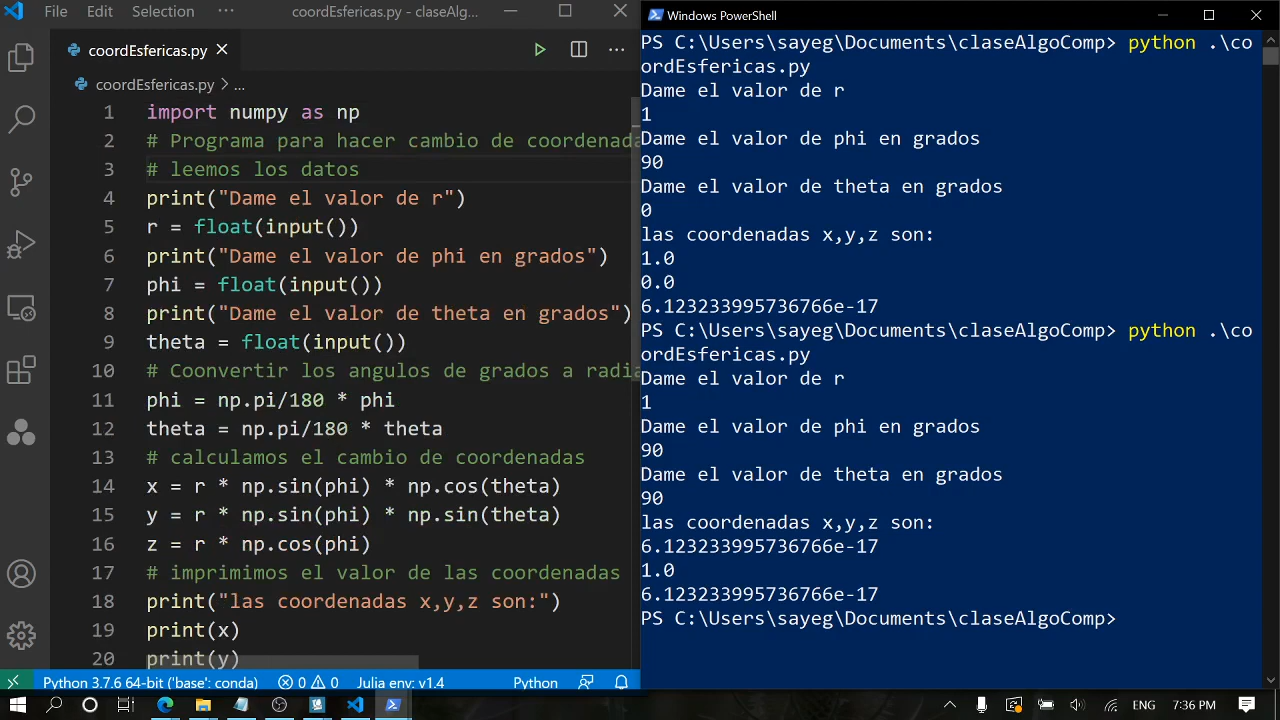 File Edit Selection ··· coordEsfericas.py - claseAlg...
coordEsfericas.py
coordEsfericas.py > ...
1 import numpy as np
2 # Programa para hacer cambio de coordenada
3 # leemos los datos
4 print("Dame el valor de r")
5 r = float(input())
6 print("Dame el valor de phi en grados")
7 phi = float(input())
8 print("Dame el valor de theta en grados")
9 theta = float(input())
10 # Coonvertir los angulos de grados a radia
11 phi = np.pi/180 * phi
12 theta = np.pi/180 * theta
13 # calculamos el cambio de coordenadas
14 x = r * np.sin(phi) * np.cos(theta)
15 y = r * np.sin(phi) * np.sin(theta)
16 z = r * np.cos(phi)
17 # imprimimos el valor de las coordenadas
18 print("las coordenadas x,y,z son:")
19 print(x)
20 print(y)
Python 3.7.6 64-bit ('base': conda) 0 0 Julia env: v1.4 Python
Windows PowerShell
PS C:\Users\sayeg\Documents\claseAlgoComp> python .\co
ordEsfericas.py
Dame el valor de r
1
Dame el valor de phi en grados
90
Dame el valor de theta en grados
0
las coordenadas x,y,z son:
1.0
0.0
6.123233995736766e-17
PS C:\Users\sayeg\Documents\claseAlgoComp> python .\co
ordEsfericas.py
Dame el valor de r
1
Dame el valor de phi en grados
90
Dame el valor de theta en grados
90
las coordenadas x,y,z son:
6.123233995736766e-17
1.0
6.123233995736766e-17
PS C:\Users\sayeg\Documents\claseAlgoComp>
ENG 7:36 PM